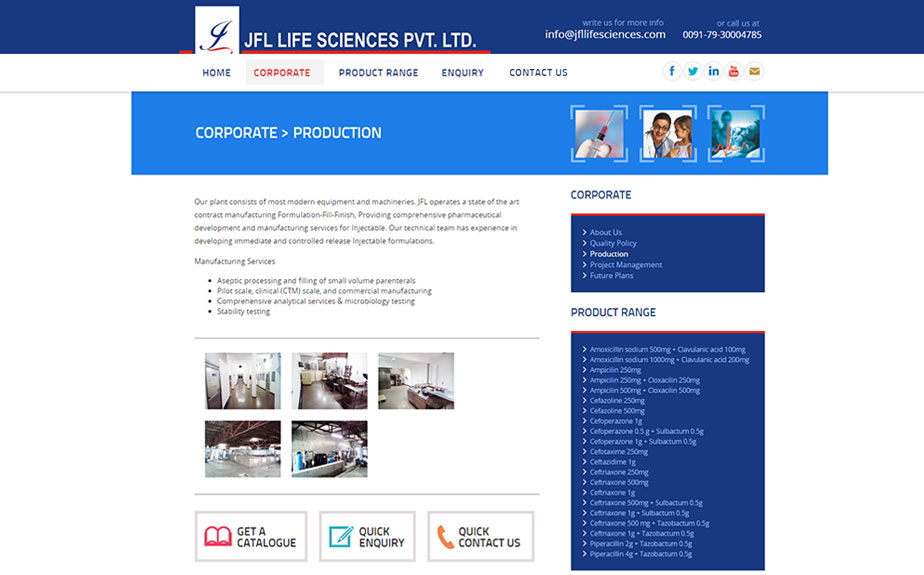 JFL LIFE SCIENCES PVT. LTD.
write us for more info
info@jfllifesciences.com
or call us at
0091-79-30004785
HOME
CORPORATE
PRODUCT RANGE
ENQUIRY
CONTACT US
CORPORATE > PRODUCTION
Our plant consists of most modern equipment and machineries. JFL operates a state of the art
contract manufacturing Formulation-Fill-Finish, Providing comprehensive pharmaceutical
development and manufacturing services for Injectable. Our technical team has experience in
developing immediate and controlled release Injectable formulations.
Manufacturing Services
Aseptic processing and filling of small volume parenterals
Pilot scale, clinical (CTM) scale, and commercial manufacturing
Comprehensive analytical services & microbiology testing
Stability testing
GET A
CATALOGUE
QUICK
ENQUIRY
QUICK
CONTACT US
CORPORATE
About Us
Quality Policy
Production
Project Management
Future Plans
PRODUCT RANGE
Amoxicillin sodium 500mg + Clavulanic acid 100mg
Amoxicillin sodium 1000mg + Clavulanic acid 200mg
Ampicilin 250mg
Ampicilin 250mg + Cloxacilin 250mg
Ampicilin 500mg + Cloxacilin 500mg
Cefazoline 250mg
Cefazoline 500mg
Cefoperazone 1g
Cefoperazone 0.5.g + Sulbactum 0.5g
Cefoperazone 1g + Sulbactum 0.5g
Cefotaxime 250mg
Ceftazidime 1g
Ceftriaxone 250mg
Ceftriaxone 500mg
Ceftriaxone 1g
Ceftriaxone 500mg + Sulbactum 0.5g
Ceftriaxone 1g + Sulbactum 0.5g
Ceftriaxone 500 mg + Tazobactum 0.5g
Ceftriaxone 1g + Tazobactum 0.5g
Piperacillin 2g + Tazobactum 0.5g
Piperacilin 4g + Tazobactum 0.5g